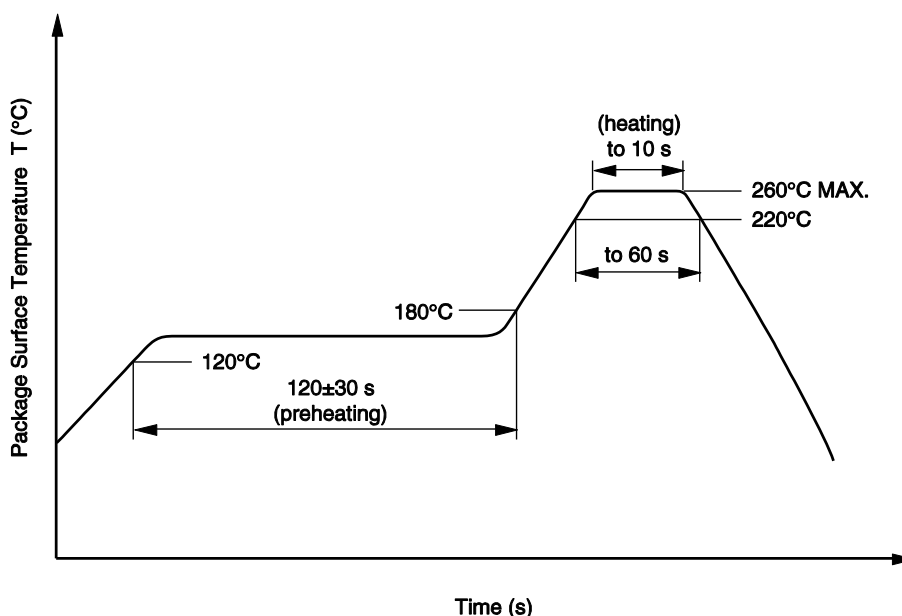 Package Surface Temperature T (°C)
(heating)
to 10 s
260°C MAX.
220°C
to 60 s
180°C
120°C
120±30 s
(preheating)
Time (s)